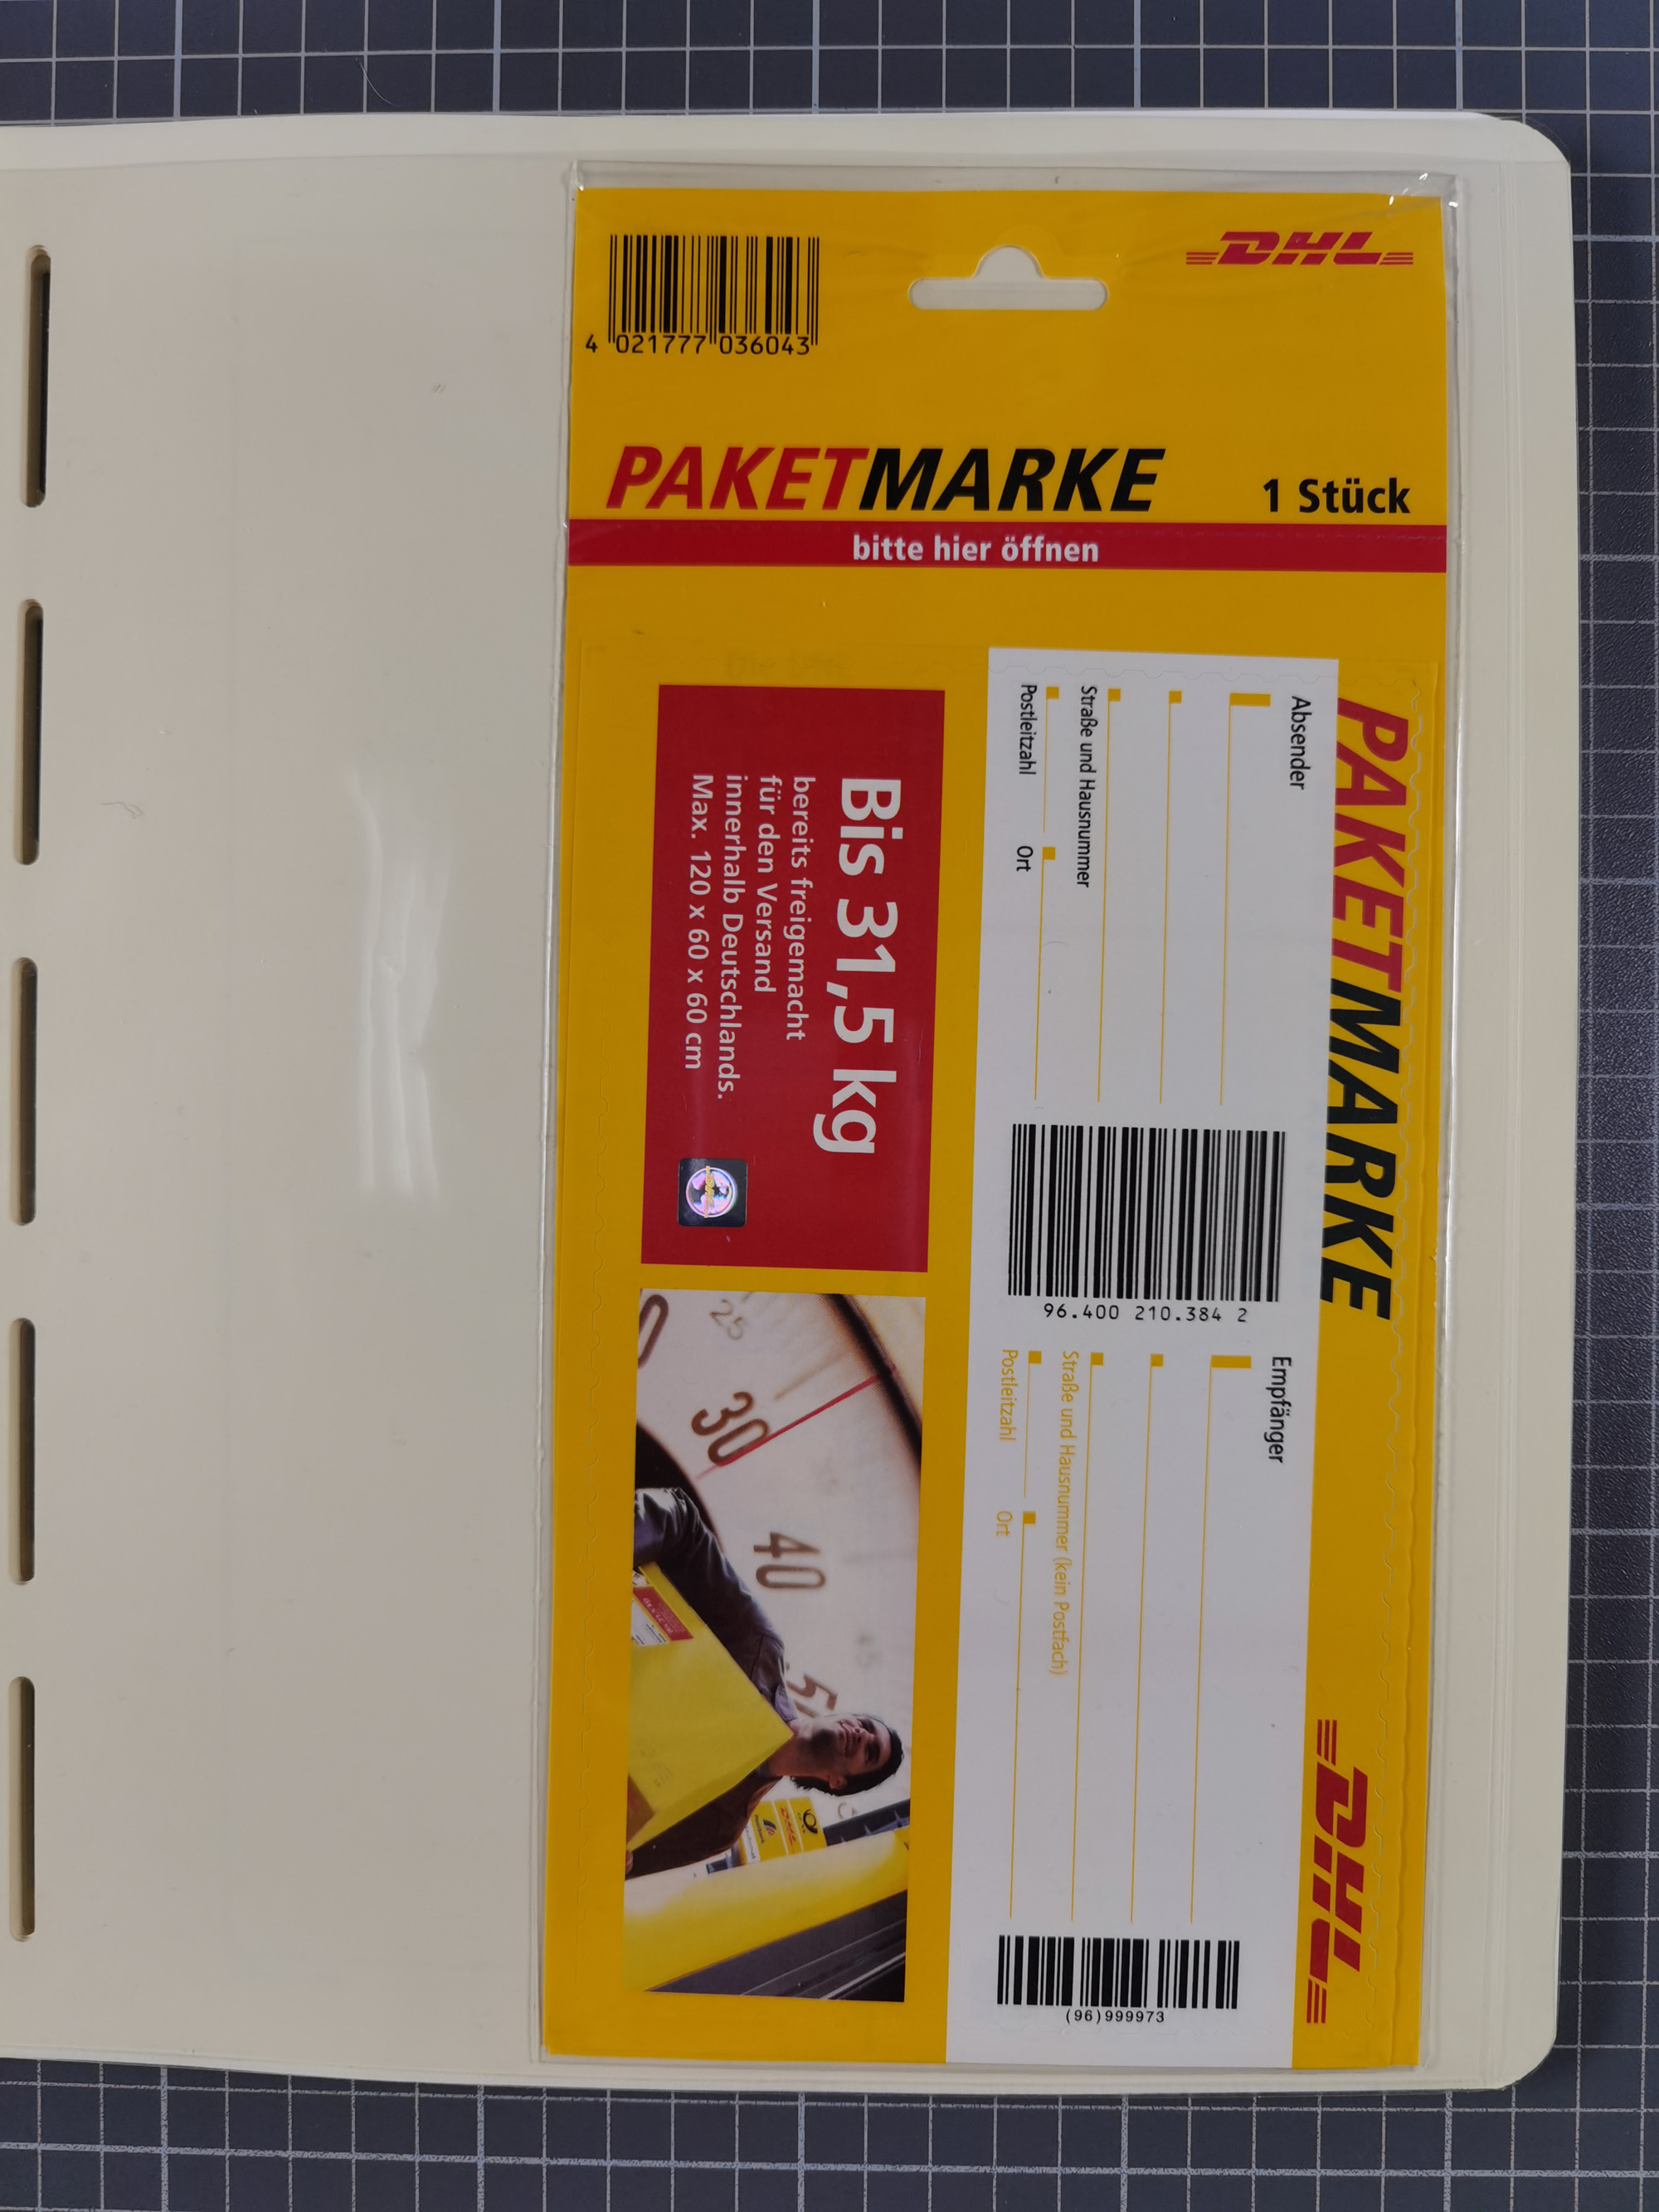 DHL
4 021777 036043
PAKETMARKE 1 Stück
bitte hier öffnen
PAKETMARKE
DHL
Absender
Straße und Hausnummer
Postleitzahl Ort
96.400 210.384 2
Empfänger
Straße und Hausnummer (kein Postfach)
Postleitzahl Ort
(96)999973
Bis 31,5 kg
bereits freigemacht
für den Versand
innerhalb Deutschlands.
Max. 120 x 60 x 60 cm
25
30
40
DHL